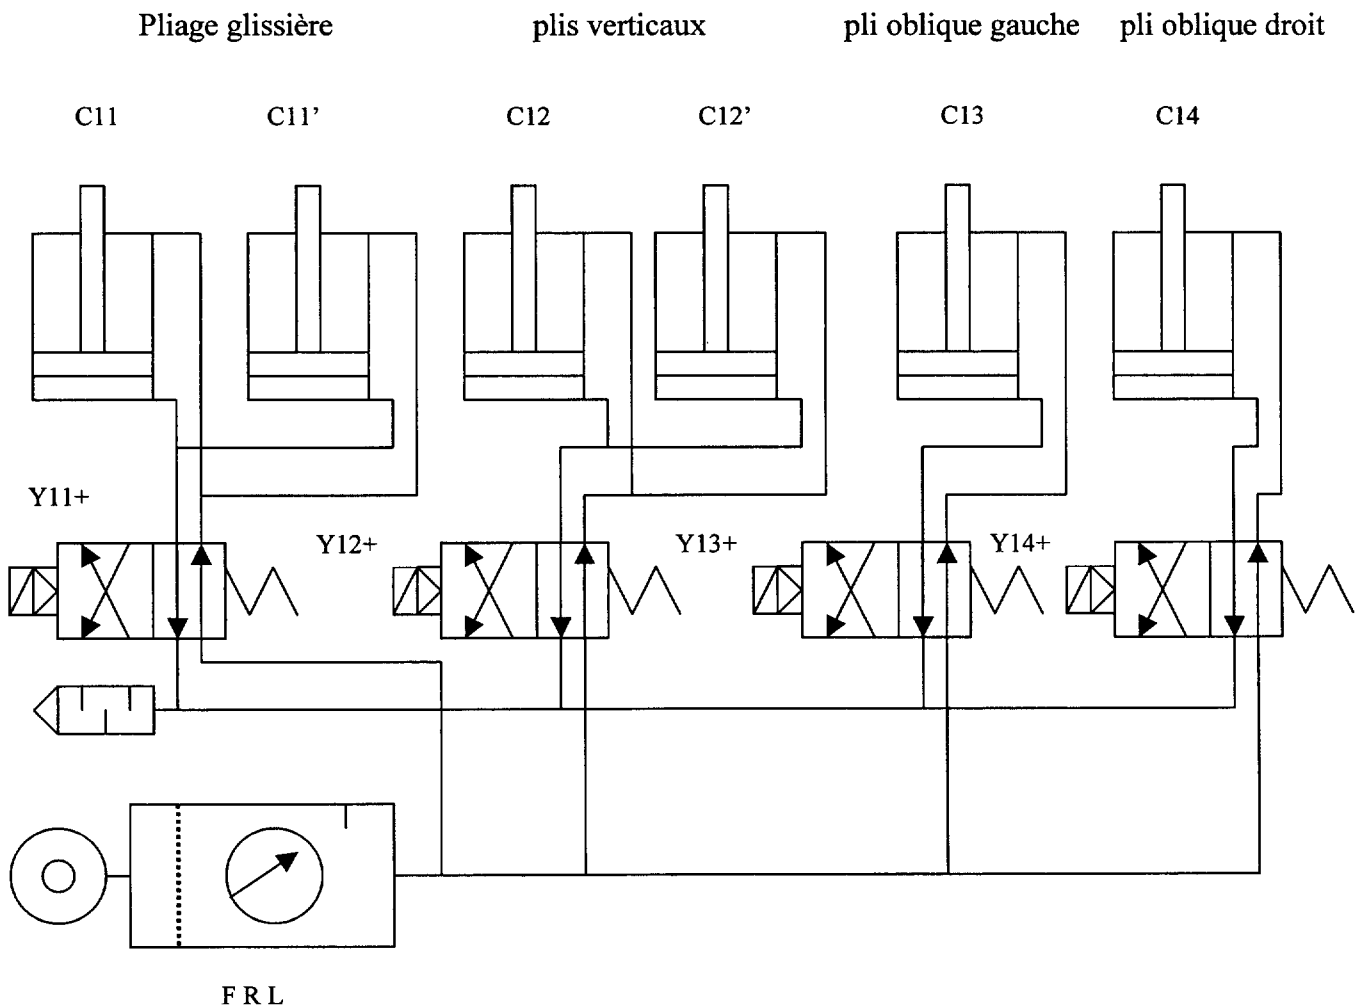 Pliage glissière plis verticaux pli oblique gauche pli oblique droit
C11 C11’ C12 C12’ C13 C14
Y11+
Y12+ Y13+ Y14+
F R L